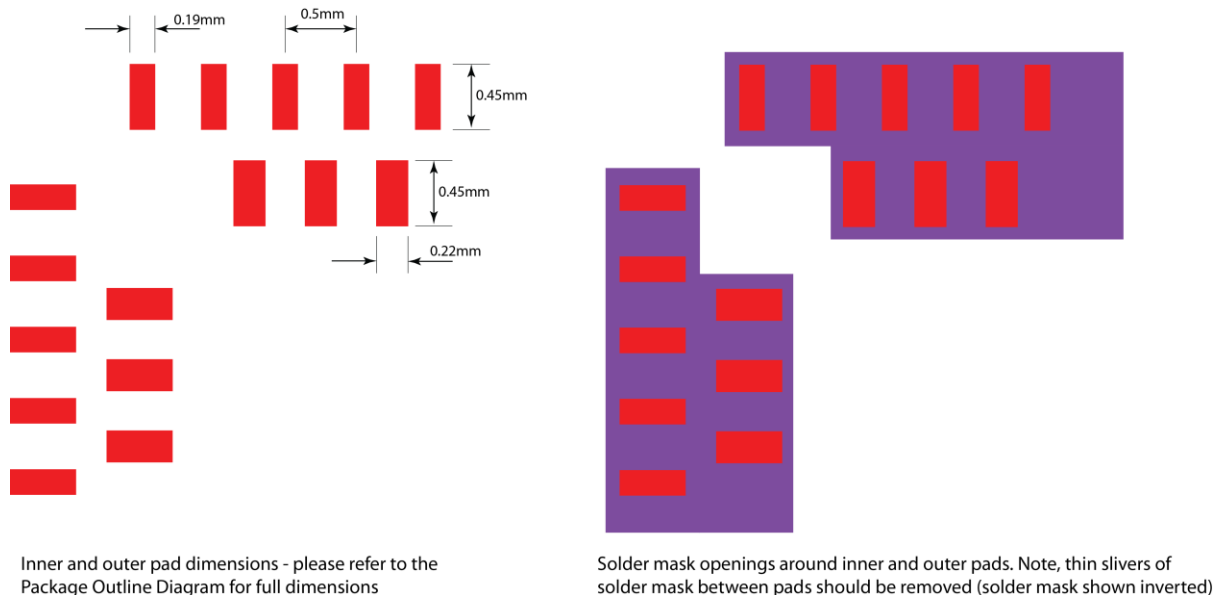 0.19mm
0.5mm
0.45mm
0.45mm
0.22mm
Inner and outer pad dimensions - please refer to the
Package Outline Diagram for full dimensions
Solder mask openings around inner and outer pads. Note, thin slivers of
solder mask between pads should be removed (solder mask shown inverted)